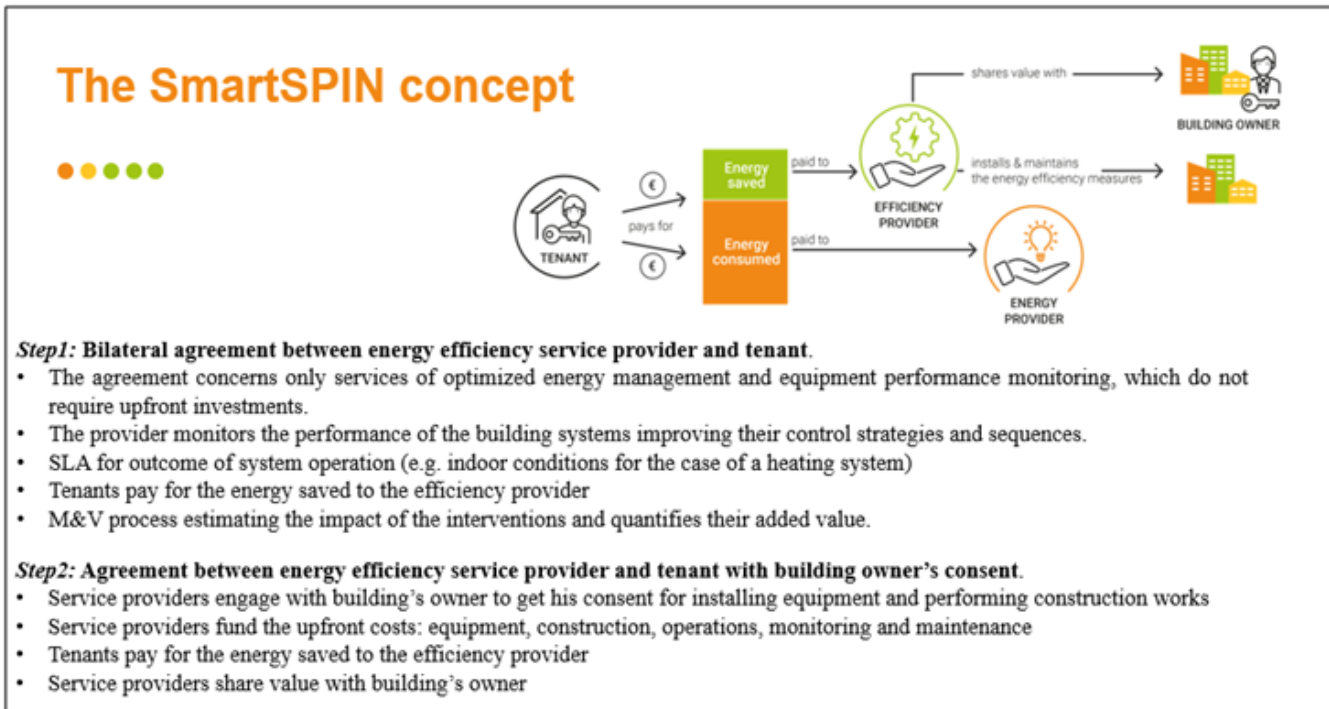 The SmartSPIN concept
shares value with
BUILDING OWNER
Energy
saved
paid to
installs & maintains
the energy efficiency measures
EFFICIENCY
PROVIDER
€
pays for
€
TENANT
Energy
consumed
paid to
ENERGY
PROVIDER
Step1: Bilateral agreement between energy efficiency service provider and tenant.
• The agreement concerns only services of optimized energy management and equipment performance monitoring, which do not
require upfront investments.
• The provider monitors the performance of the building systems improving their control strategies and sequences.
• SLA for outcome of system operation (e.g. indoor conditions for the case of a heating system)
• Tenants pay for the energy saved to the efficiency provider
• M&V process estimating the impact of the interventions and quantifies their added value.
Step2: Agreement between energy efficiency service provider and tenant with building owner's consent.
• Service providers engage with building's owner to get his consent for installing equipment and performing construction works
• Service providers fund the upfront costs: equipment, construction, operations, monitoring and maintenance
• Tenants pay for the energy saved to the efficiency provider
• Service providers share value with building's owner